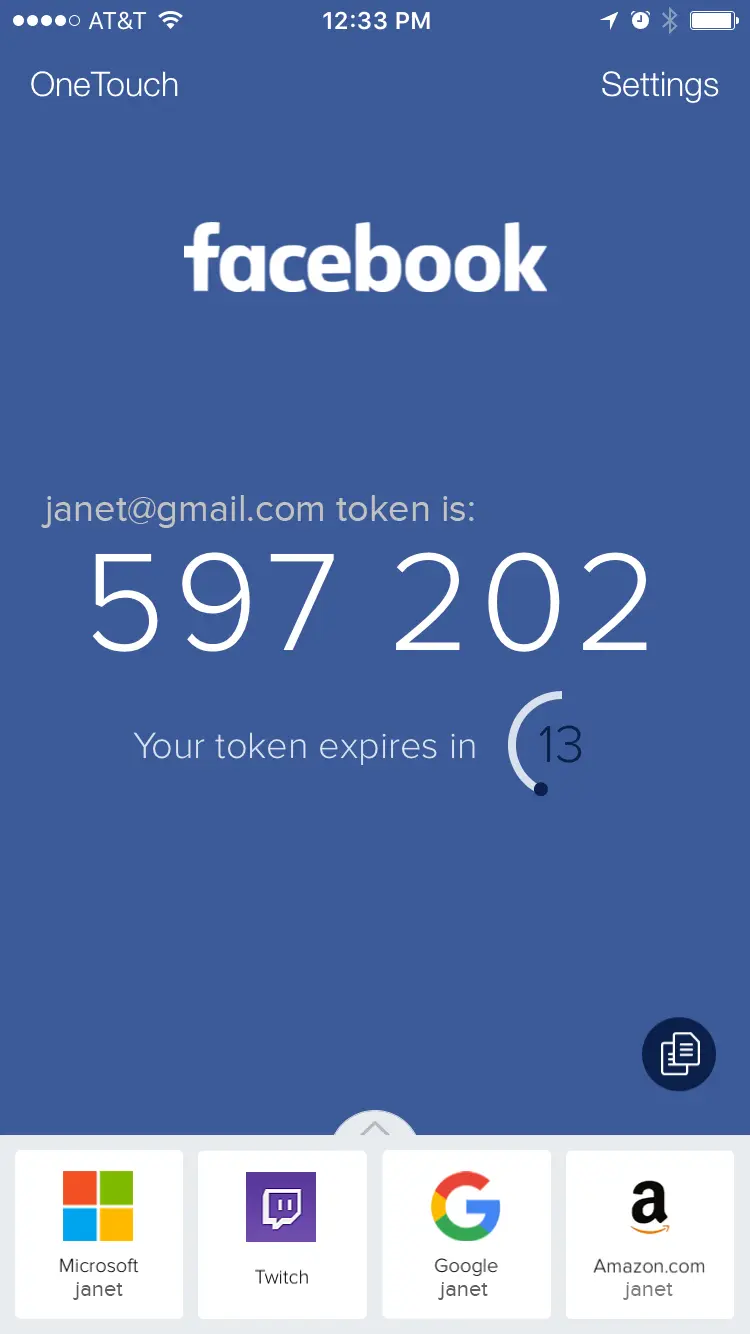 AT&T 12:33 PM
OneTouch Settings
facebook
janet@gmail.com token is:
597 202
Your token expires in 13
Microsoft
janet
Twitch
Google
janet
a
Amazon.com
janet